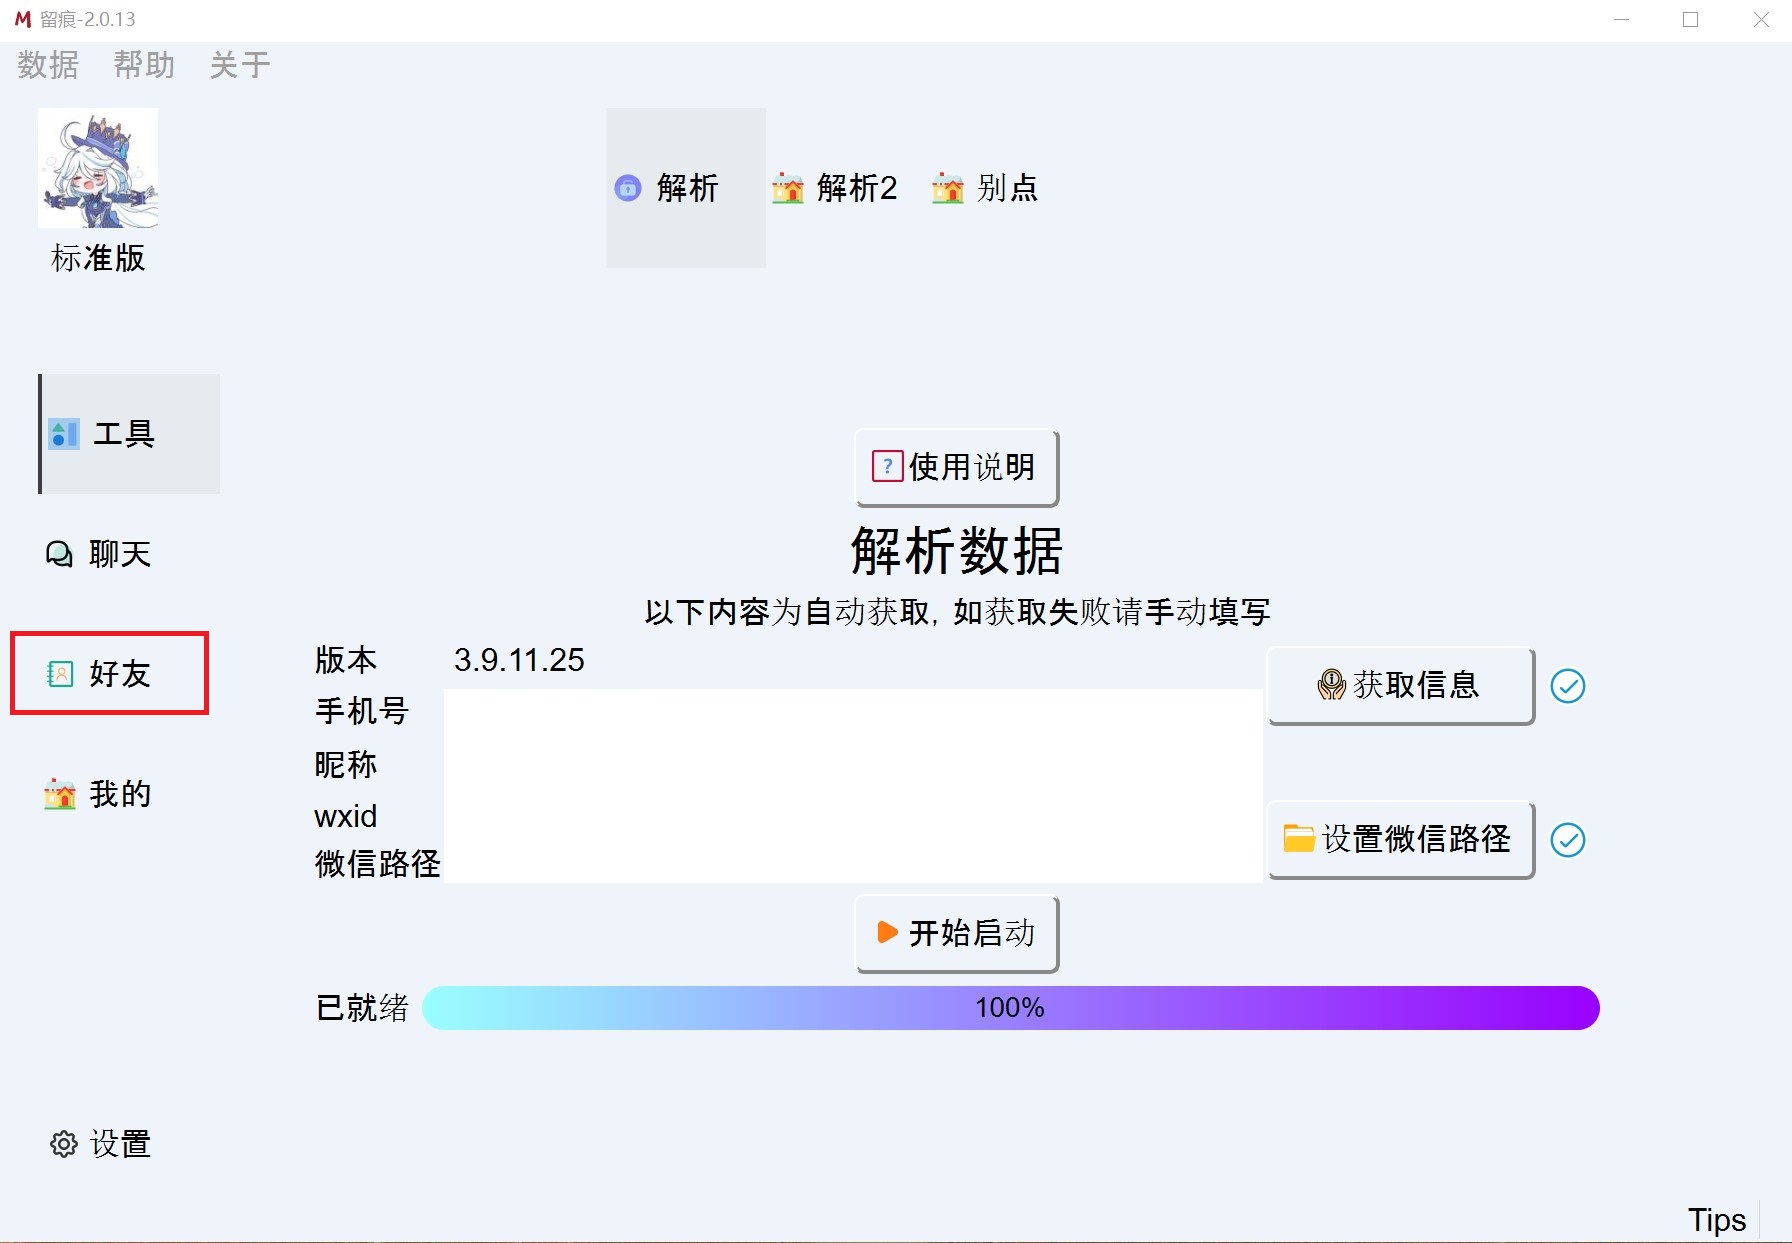 M 留痕-2.0.13
数据 帮助 关于
解析 解析2 别点
标准版
工具
使用说明
聊天
解析数据
以下内容为自动获取, 如获取失败请手动填写
好友
版本 3.9.11.25
获取信息
手机号
昵称
我的
wxid
设置微信路径
微信路径
开始启动
已就绪 100%
设置
Tips